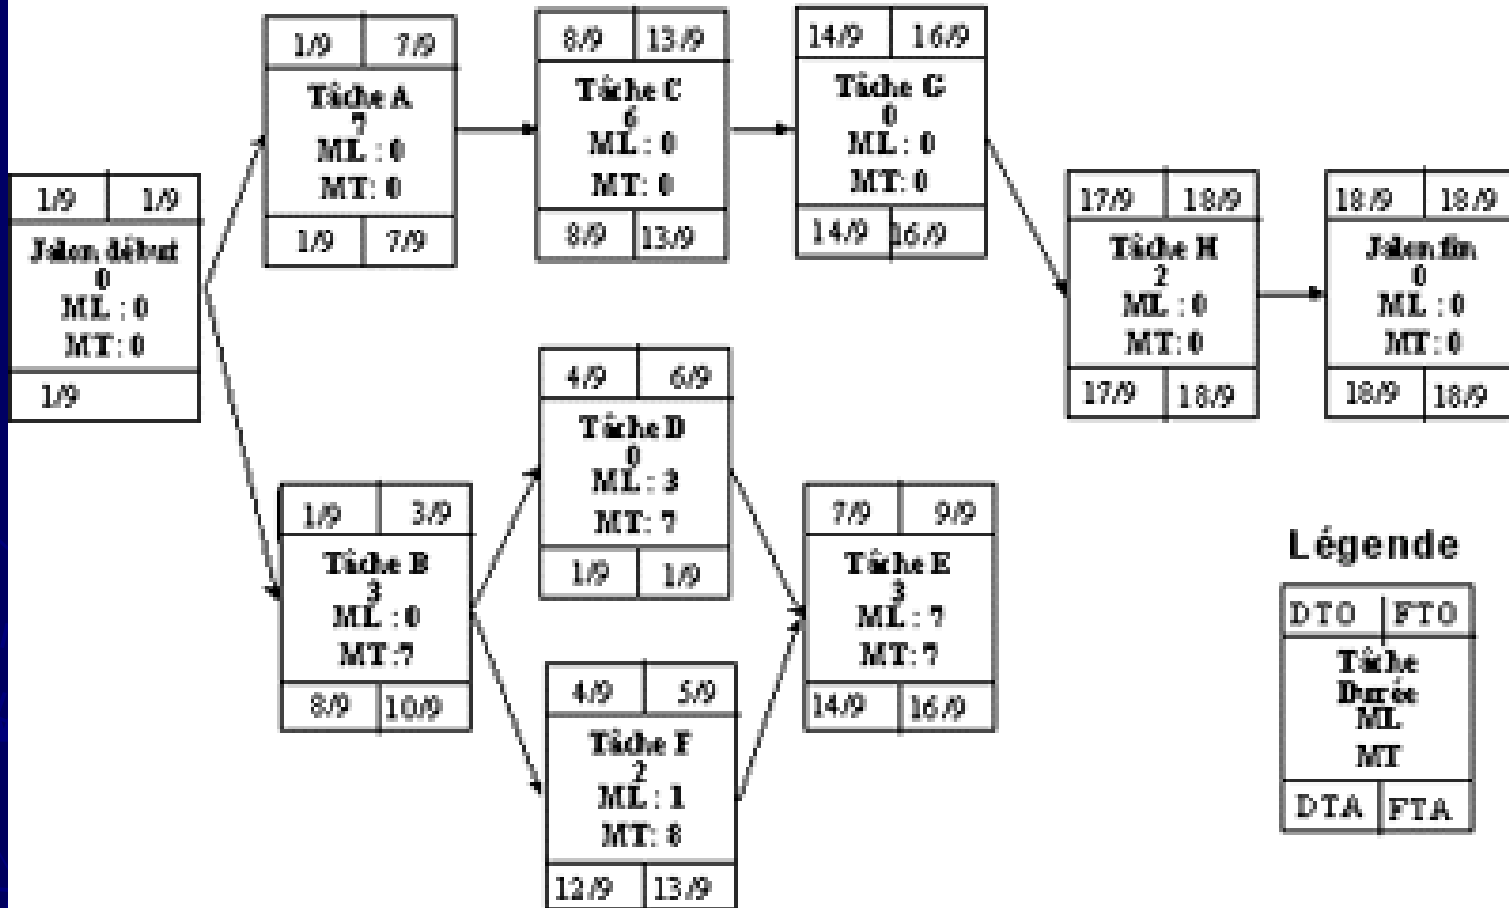 1/9 7/9
Tâche A
7
ML : 0
MT: 0
1/9 7/9
8/9 13/9
Tâche C
6
ML : 0
MT: 0
8/9 13/9
14/9 16/9
Tâche G
0
ML : 0
MT: 0
14/9 16/9
1/9 1/9
Jalon début
0
ML : 0
MT: 0
1/9
17/9 18/9
Tâche H
2
ML : 0
MT: 0
17/9 18/9
18/9 18/9
Jalon fin
0
ML : 0
MT: 0
18/9 18/9
4/9 6/9
Tâche D
0
ML : 3
MT: 7
1/9 1/9
1/9 3/9
Tâche B
3
ML : 0
MT :7
8/9 10/9
7/9 9/9
Tâche E
3
ML : 7
MT: 7
14/9 16/9
4/9 5/9
Tâche F
2
ML : 1
MT: 8
12/9 13/9
Légende
DTO FTO
Tâche
Durée
ML
MT
DTA FTA